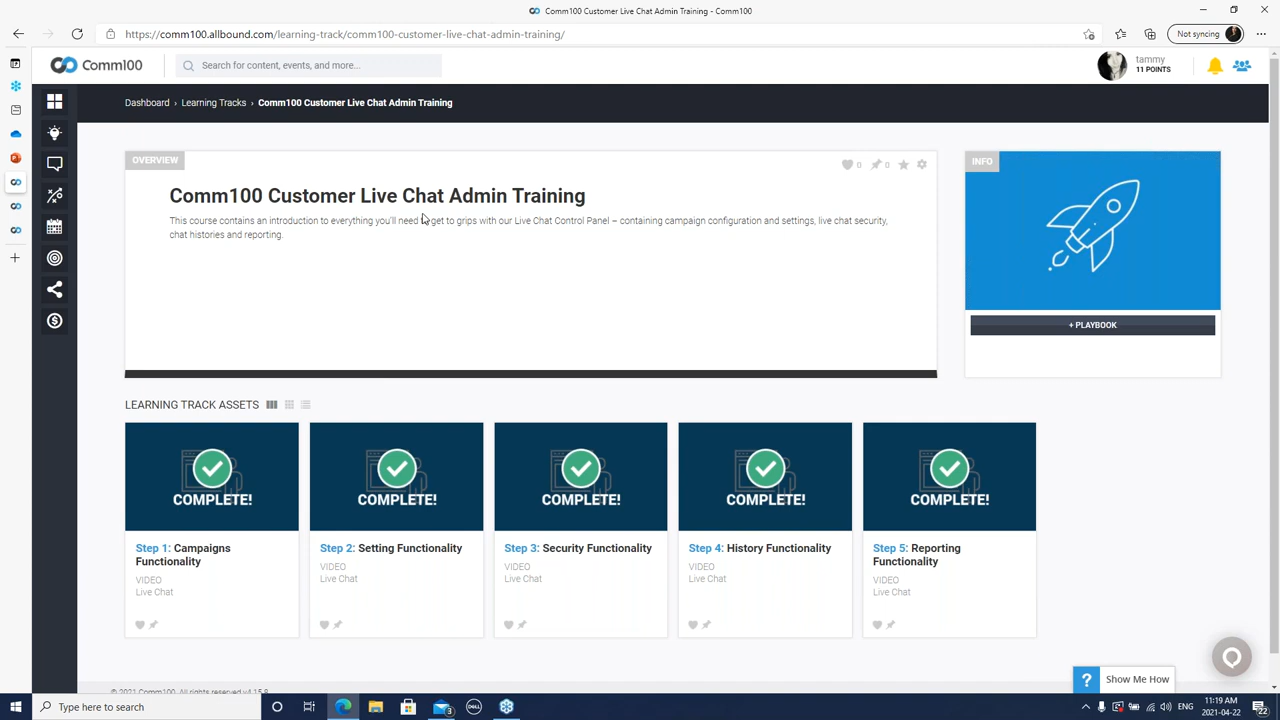 Comm100 Customer Live Chat Admin Training - Comm100
https://comm100.allbound.com/learning-track/comm100-customer-live-chat-admin-training/
Not syncing
Comm100
Search for content, events, and more...
tammy
11 POINTS
Dashboard › Learning Tracks › Comm100 Customer Live Chat Admin Training
OVERVIEW
0
0
INFO
Comm100 Customer Live Chat Admin Training
This course contains an introduction to everything you'll need get to grips with our Live Chat Control Panel – containing campaign configuration and settings, live chat security,
chat histories and reporting.
+ PLAYBOOK
LEARNING TRACK ASSETS
COMPLETE!
COMPLETE!
COMPLETE!
COMPLETE!
COMPLETE!
Step 1: Campaigns
Functionality
VIDEO
Live Chat
Step 2: Setting Functionality
VIDEO
Live Chat
Step 3: Security Functionality
VIDEO
Live Chat
Step 4: History Functionality
VIDEO
Live Chat
Step 5: Reporting
Functionality
VIDEO
Live Chat
? Show Me How
© 2021 Comm100. All rights reserved v4.15.8
Type here to search
DELL
3
ENG
11:19 AM
2021-04-22
22